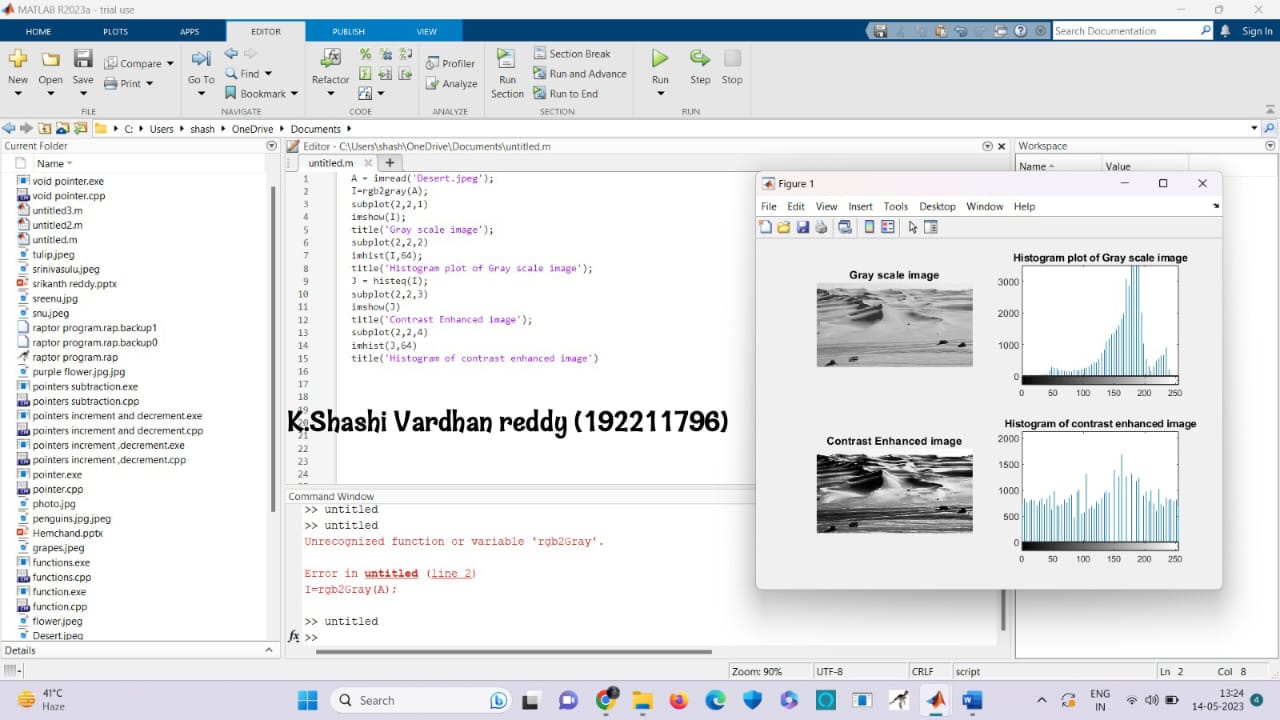 MATLAB R2023a - trial use
HOME PLOTS APPS EDITOR PUBLISH VIEW
Search Documentation
Sign In
New Open Save Compare Print
Go To Find Bookmark
Refactor
Profiler Analyze
Run Section
Section Break
Run and Advance
Run to End
Run Step Stop
FILE NAVIGATE CODE ANALYZE SECTION RUN
C: Users shash OneDrive Documents
Current Folder
Name
void pointer.exe
void pointer.cpp
untitled3.m
untitled2.m
untitled.m
tulip.jpeg
srinivasulu.jpeg
srikanth reddy.pptx
sreenu.jpg
snu.jpeg
raptor program.rap.backup1
raptor program.rap.backup0
raptor program.rap
purple flower.jpg.jpg
pointers subtraction.exe
pointers subtraction.cpp
pointers increment and decrement.exe
pointers increment and decrement.cpp
pointers increment ,decrement.exe
pointers increment ,decrement.cpp
pointer.exe
pointer.cpp
photo.jpg
penguins.jpg.jpeg
Hemchand.pptx
grapes.jpeg
functions.exe
functions.cpp
function.exe
function.cpp
flower.jpeg
Desert.jpeg
Details
Editor - C:\Users\shash\OneDrive\Documents\untitled.m
untitled.m
1 A = imread('Desert.jpeg');
2 I=rgb2gray(A);
3 subplot(2,2,1)
4 imshow(I);
5 title('Gray scale image');
6 subplot(2,2,2)
7 imhist(I,64);
8 title('Histogram plot of Gray scale image');
9 J = histeq(I);
10 subplot(2,2,3)
11 imshow(J)
12 title('Contrast Enhanced image');
13 subplot(2,2,4)
14 imhist(J,64)
15 title('Histogram of contrast enhanced image')
16
17
18
K.Shashi Vardhan reddy (192211796)
21
22
23
24
Command Window
>> untitled
>> untitled
Unrecognized function or variable 'rgb2Gray'.
Error in untitled (line 2)
I=rgb2Gray(A);
>> untitled
fx >>
Workspace
Name Value
Figure 1
File Edit View Insert Tools Desktop Window Help
Gray scale image
Histogram plot of Gray scale image
3000
2000
1000
0
0 50 100 150 200 250
Contrast Enhanced image
Histogram of contrast enhanced image
2000
1500
1000
500
0
0 50 100 150 200 250
Zoom: 90% UTF-8 CRLF script Ln 2 Col 8
41°C
Haze
Search
ENG
IN
13:24
14-05-2023
4